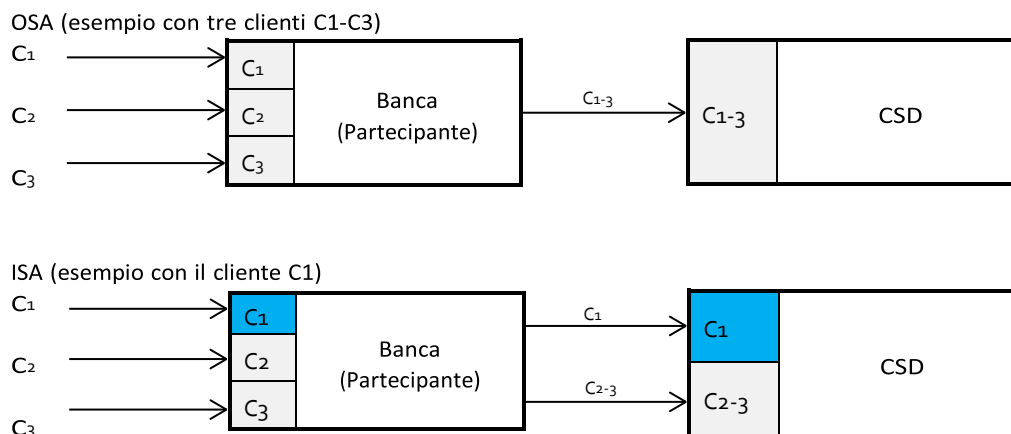 OSA (esempio con tre clienti C1-C3)
C1
C2
C3
C1
C2
C3
Banca
(Partecipante)
C1-3
C1-3
CSD
ISA (esempio con il cliente C1)
C1
C2
C3
C1
C2
C3
Banca
(Partecipante)
C1
C2-3
C1
C2-3
CSD